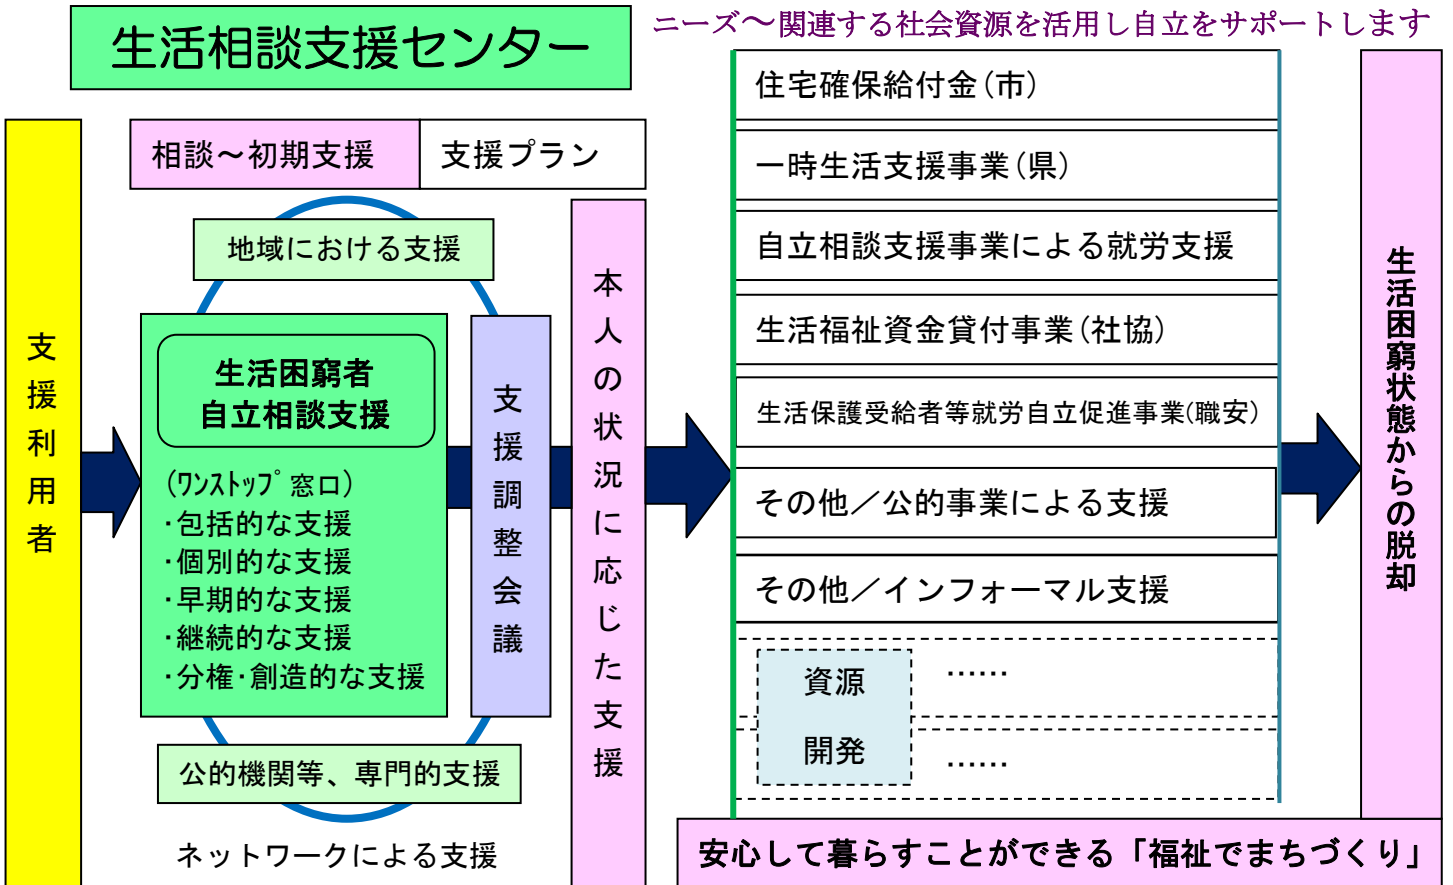 生活相談支援センター
ニーズ～関連する社会資源を活用し自立をサポートします
支援利用者
相談～初期支援
支援プラン
地域における支援
生活困窮者
自立相談支援
(ﾜﾝｽﾄｯﾌﾟ窓口)
･包括的な支援
･個別的な支援
･早期的な支援
･継続的な支援
･分権･創造的な支援
支援調整会議
公的機関等、専門的支援
ネットワークによる支援
本人の状況に応じた支援
住宅確保給付金(市)
一時生活支援事業(県)
自立相談支援事業による就労支援
生活福祉資金貸付事業(社協)
生活保護受給者等就労自立促進事業(職安)
その他／公的事業による支援
その他／インフォーマル支援
資源
開発
……
……
生活困窮状態からの脱却
安心して暮らすことができる「福祉でまちづくり」